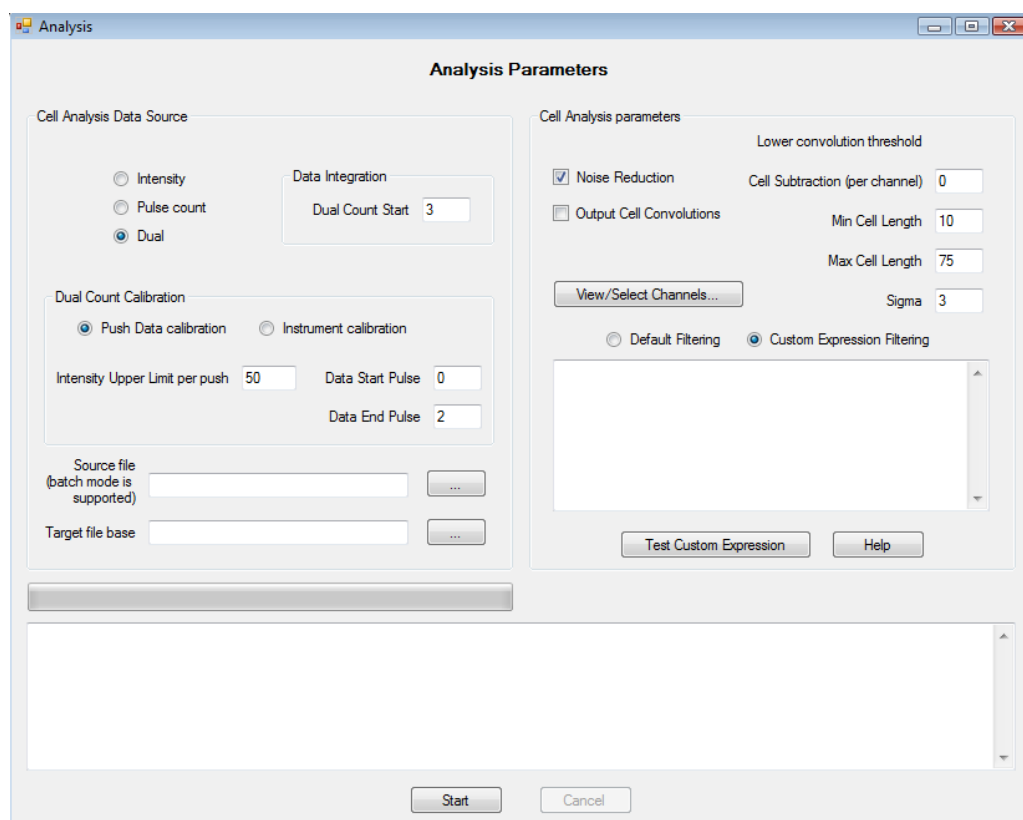 Analysis
Analysis Parameters
Cell Analysis Data Source
Intensity
Pulse count
Dual
Data Integration
Dual Count Start 3
Dual Count Calibration
Push Data calibration Instrument calibration
Intensity Upper Limit per push 50 Data Start Pulse 0
Data End Pulse 2
Source file
(batch mode is
supported)
...
Target file base ...
Cell Analysis parameters
Lower convolution threshold
Noise Reduction Cell Subtraction (per channel) 0
Output Cell Convolutions Min Cell Length 10
Max Cell Length 75
View/Select Channels... Sigma 3
Default Filtering Custom Expression Filtering
Test Custom Expression Help
Start Cancel